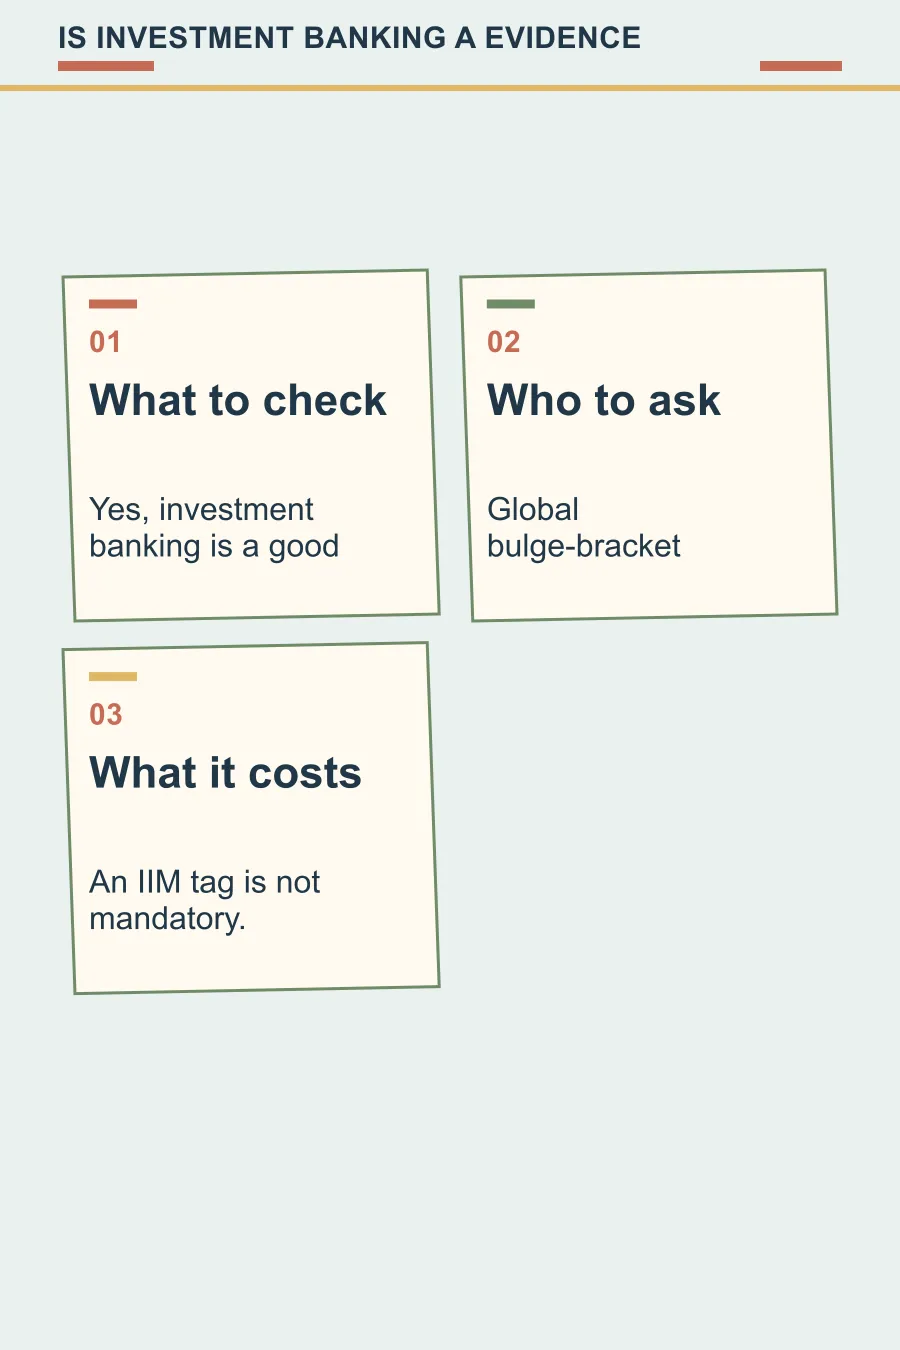 IS INVESTMENT BANKING A EVIDENCE
01
What to check
Yes, investment
banking is a good
02
Who to ask
Global
bulge-bracket
03
What it costs
An IIM tag is not
mandatory.